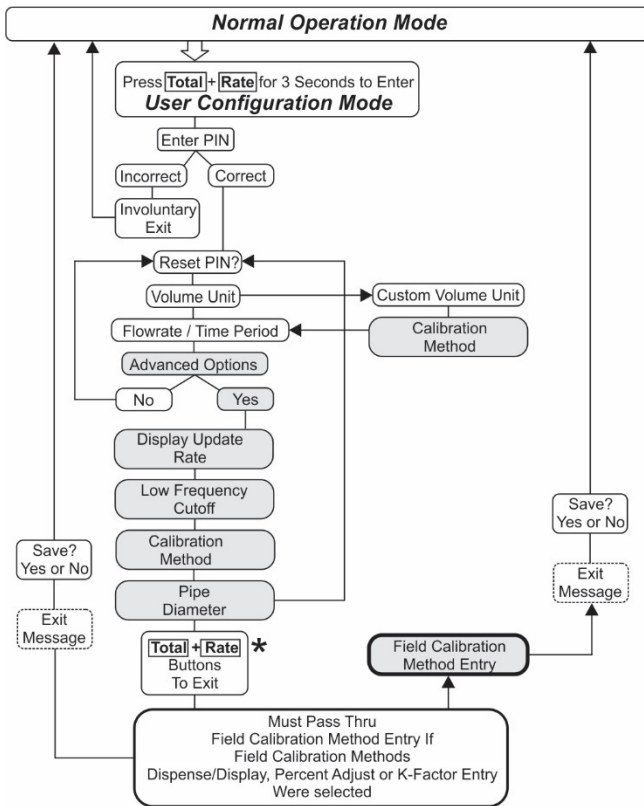 Normal Operation Mode
Press Total + Rate for 3 Seconds to Enter
User Configuration Mode
Enter PIN
Incorrect
Correct
Involuntary
Exit
Reset PIN?
Volume Unit
Custom Volume Unit
Flowrate / Time Period
Calibration
Method
Advanced Options
No
Yes
Display Update
Rate
Low Frequency
Cutoff
Calibration
Method
Pipe
Diameter
Total + Rate *
Buttons
To Exit
Save?
Yes or No
Exit
Message
Save?
Yes or No
Exit
Message
Field Calibration
Method Entry
Must Pass Thru
Field Calibration Method Entry If
Field Calibration Methods
Dispense/Display, Percent Adjust or K-Factor Entry
Were selected